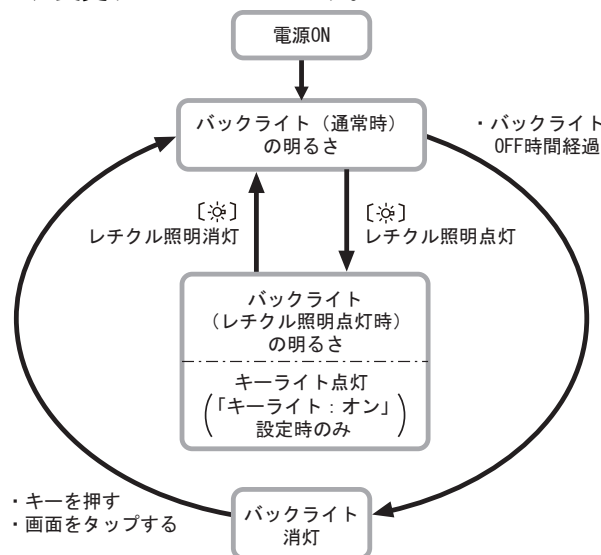 電源ON
バックライト（通常時）
の明るさ
・バックライト
OFF時間経過
〔☼〕
レチクル照明消灯
〔☼〕
レチクル照明点灯
バックライト
（レチクル照明点灯時）
の明るさ
キーライト点灯
(「キーライト：オン」
設定時のみ)
・キーを押す
・画面をタップする
バックライト
消灯